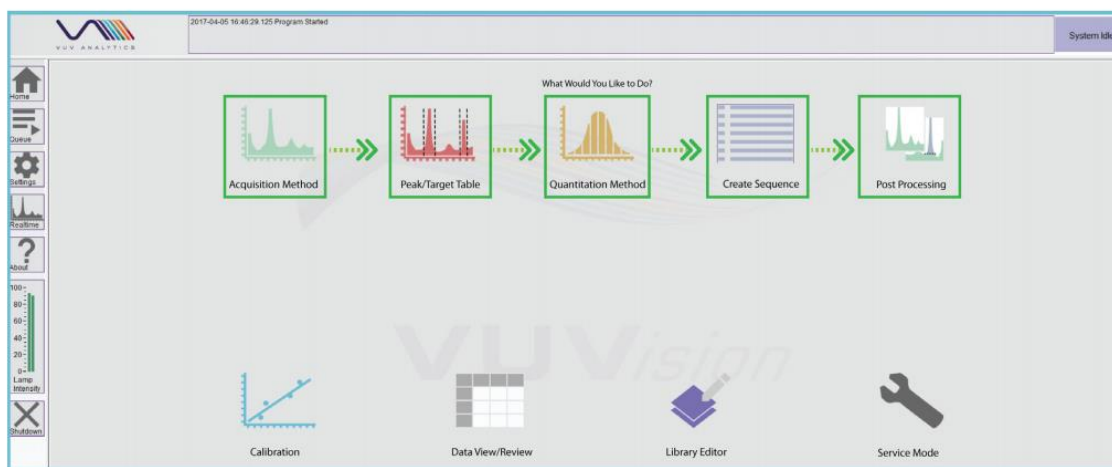 2017-04-05 16:46:29.125 Program Started
VUV ANALYTICS
System Idle
Home
Queue
Settings
Realtime
About
100
80
60
40
20
0
Lamp
Intensity
Shutdown
What Would You Like to Do?
Acquisition Method
Peak/Target Table
Quantitation Method
Create Sequence
Post Processing
VUVision
Calibration
Data View/Review
Library Editor
Service Mode